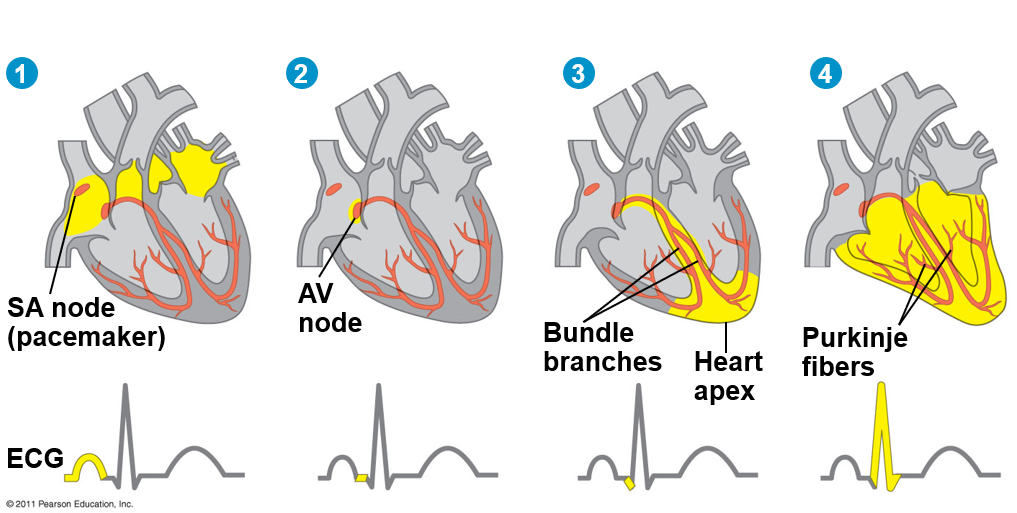 1
2
3
4
SA node
(pacemaker)
AV
node
Bundle
branches
Heart
apex
Purkinje
fibers
ECG
© 2011 Pearson Education, Inc.